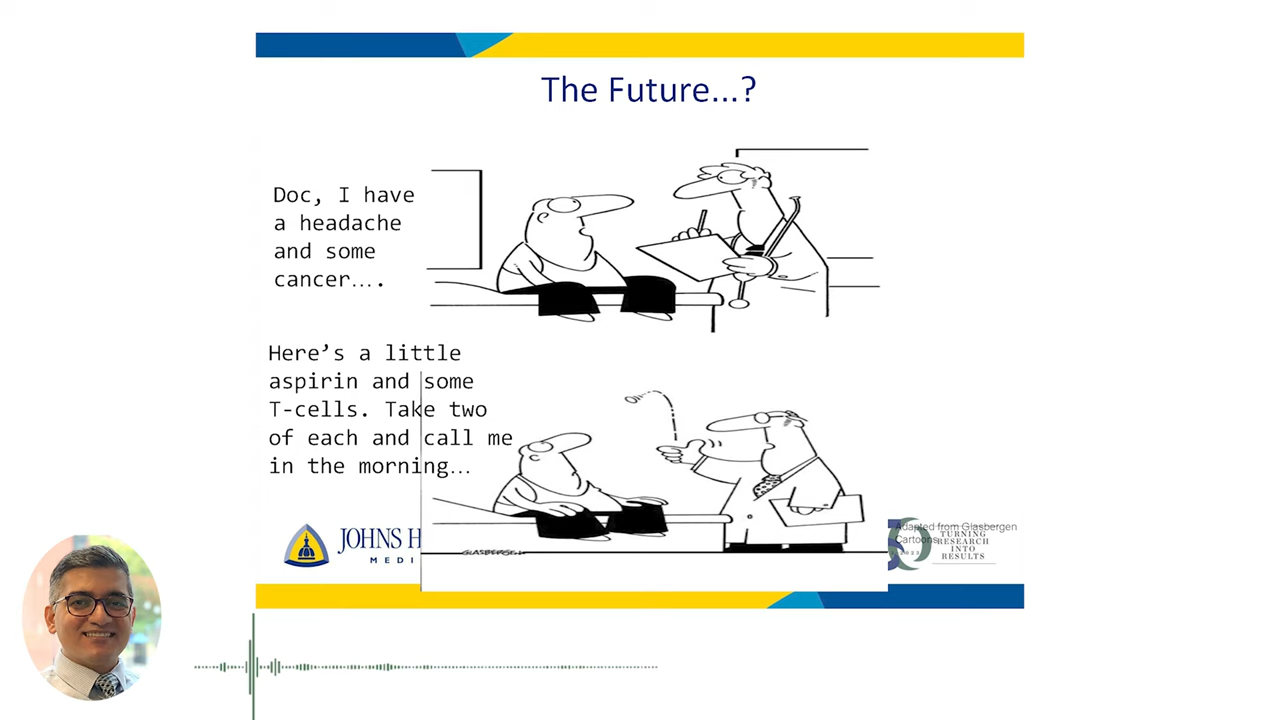 The Future...?
Doc, I have
a headache
and some
cancer….
Here’s a little
aspirin and some
T-cells. Take two
of each and call me
in the morning…
GLASBERGEN
JOHNS H
MEDI
Adapted from Glasbergen
Cartoons
TURNING
RESEARCH
INTO
RESULTS